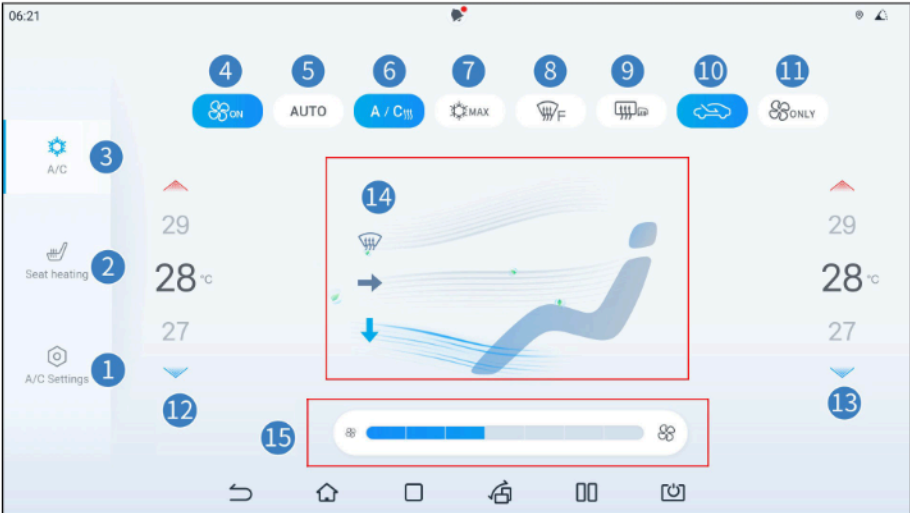 06:21
4 5 6 7 8 9 10 11
ON AUTO A / C MAX F ONLY
3
A/C
14
29 29
2
Seat heating
28 °C 28 °C
27 27
1
A/C Settings
12 13
15